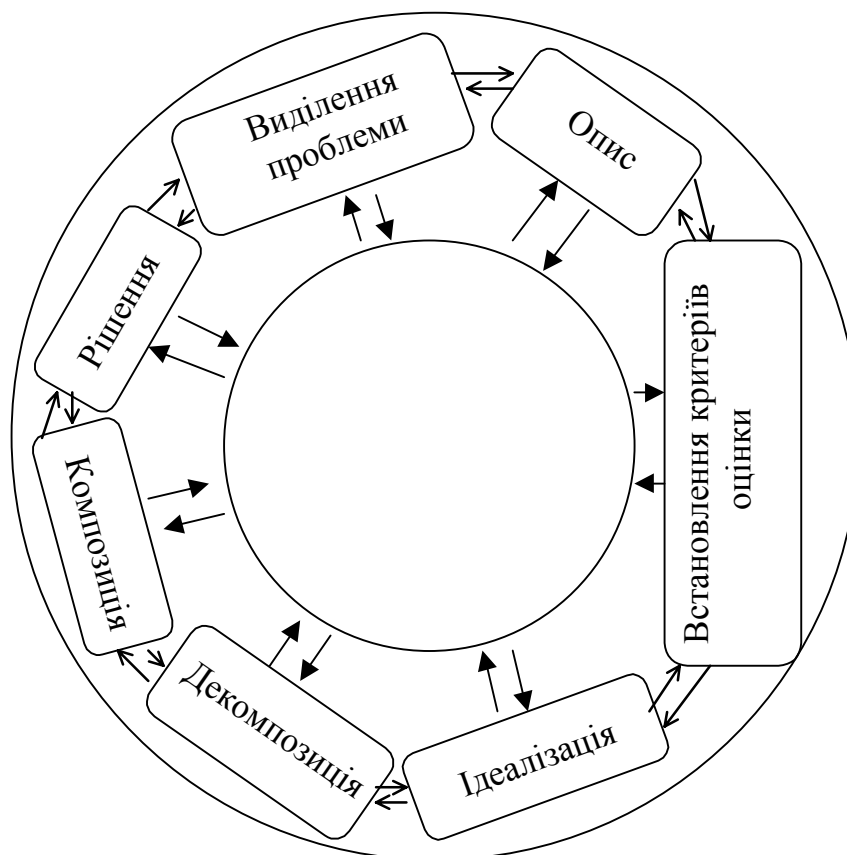 Виділення
проблеми
Опис
Встановлення критеріїв
оцінки
Ідеалізація
Декомпозиція
Композиція
Рішення